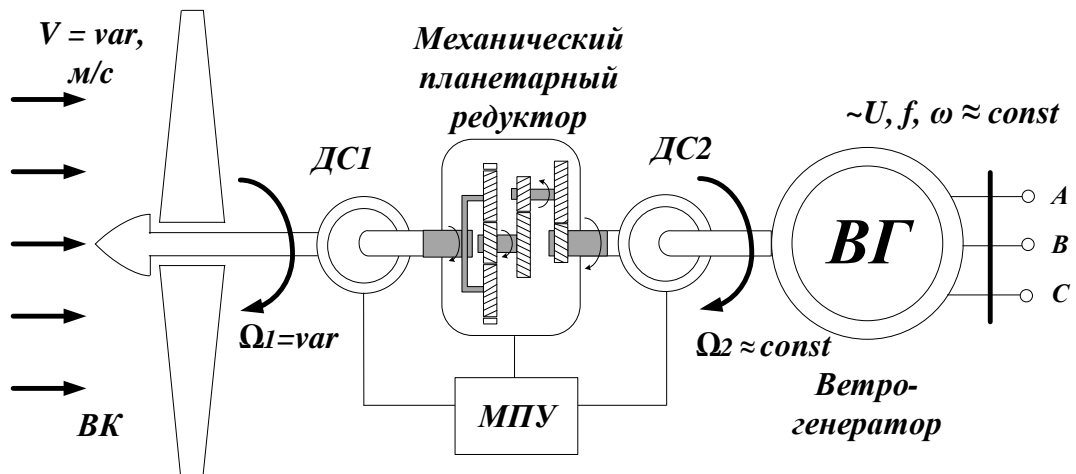 V = var,
м/с
Механический
планетарный
редуктор
~U, f, ω ≈ const
ДС1
ДС2
A
B
C
ВГ
Ω1=var
Ω2 ≈ const
ВК
МПУ
Ветро-
генератор